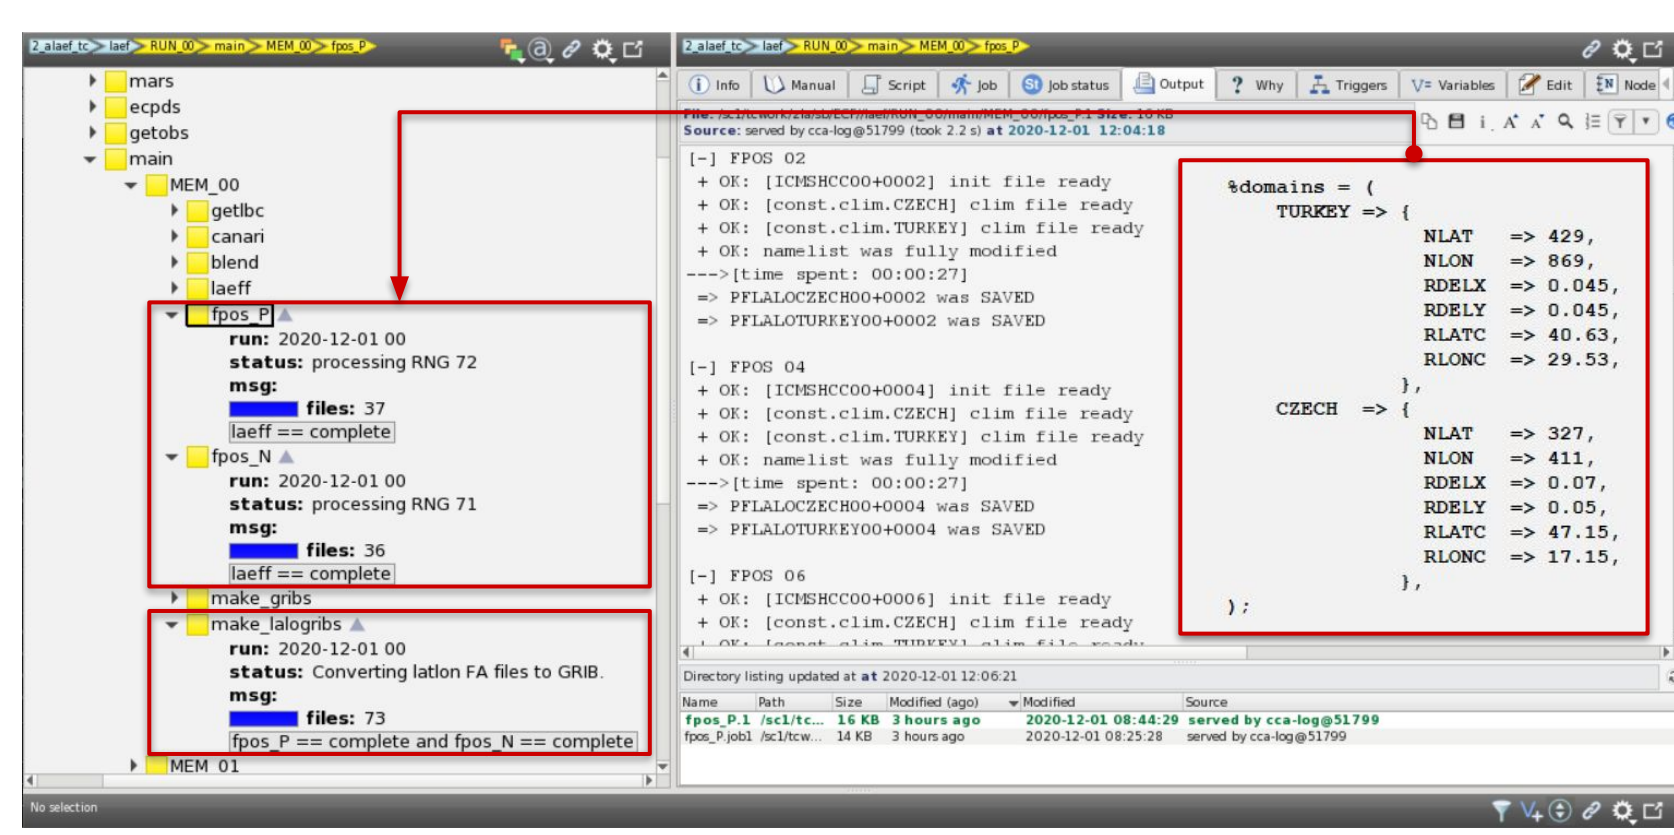 2_alaef_tc laef RUN_00 main MEM_00 fpos_P
mars
ecpds
getobs
main
MEM_00
getlbc
canari
blend
laeff
fpos_P
run: 2020-12-01 00
status: processing RNG 72
msg:
files: 37
laeff == complete
fpos_N
run: 2020-12-01 00
status: processing RNG 71
msg:
files: 36
laeff == complete
make_gribs
make_lalogribs
run: 2020-12-01 00
status: Converting latlon FA files to GRIB.
msg:
files: 73
fpos_P == complete and fpos_N == complete
MEM 01
2_alaef_tc laef RUN_00 main MEM_00 fpos_P
Info Manual Script Job Job status Output Why Triggers Variables Edit Node
Source: served by cca-log@51799 (took 2.2 s) at 2020-12-01 12:04:18
[-] FPOS 02
+ OK: [ICMSHCC00+0002] init file ready
+ OK: [const.clim.CZECH] clim file ready
+ OK: [const.clim.TURKEY] clim file ready
+ OK: namelist was fully modified
--->[time spent: 00:00:27]
=> PFLALOCZECH00+0002 was SAVED
=> PFLALOTURKEY00+0002 was SAVED
[-] FPOS 04
+ OK: [ICMSHCC00+0004] init file ready
+ OK: [const.clim.CZECH] clim file ready
+ OK: [const.clim.TURKEY] clim file ready
+ OK: namelist was fully modified
--->[time spent: 00:00:27]
=> PFLALOCZECH00+0004 was SAVED
=> PFLALOTURKEY00+0004 was SAVED
[-] FPOS 06
+ OK: [ICMSHCC00+0006] init file ready
+ OK: [const.clim.CZECH] clim file ready
%domains = (
TURKEY => {
NLAT => 429,
NLON => 869,
RDELX => 0.045,
RDELY => 0.045,
RLATC => 40.63,
RLONC => 29.53,
},
CZECH => {
NLAT => 327,
NLON => 411,
RDELX => 0.07,
RDELY => 0.05,
RLATC => 47.15,
RLONC => 17.15,
},
);
Directory listing updated at at 2020-12-01 12:06:21
Name Path Size Modified (ago) Modified Source
fpos_P.1 /sc1/tc... 16 KB 3 hours ago 2020-12-01 08:44:29 served by cca-log@51799
fpos_P.job1 /sc1/tcw... 14 KB 3 hours ago 2020-12-01 08:25:28 served by cca-log@51799
No selection